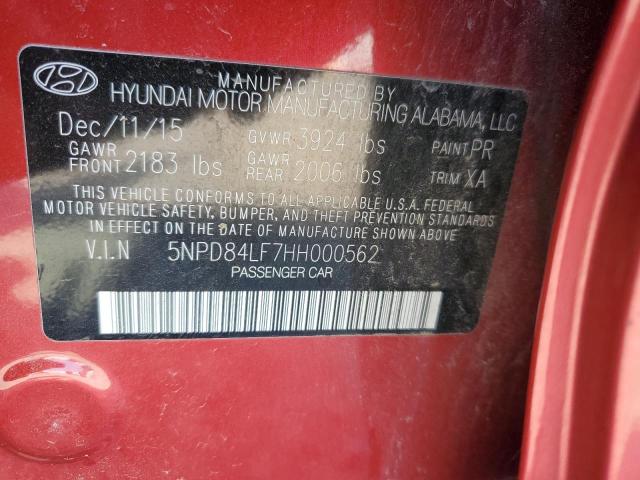 MANUFACTURED BY
HYUNDAI MOTOR MANUFACTURING ALABAMA, LLC
Dec/11/15 GVWR 3924 lbs PAINT PR
GAWR FRONT 2183 lbs GAWR REAR 2006 lbs TRIM XA
THIS VEHICLE CONFORMS TO ALL APPLICABLE U.S.A. FEDERAL
MOTOR VEHICLE SAFETY, BUMPER, AND THEFT PREVENTION STANDARDS
IN EFFECT ON THE DATE OF MANUFACTURE SHOWN ABOVE.
V.I.N 5NPD84LF7HH000562
PASSENGER CAR